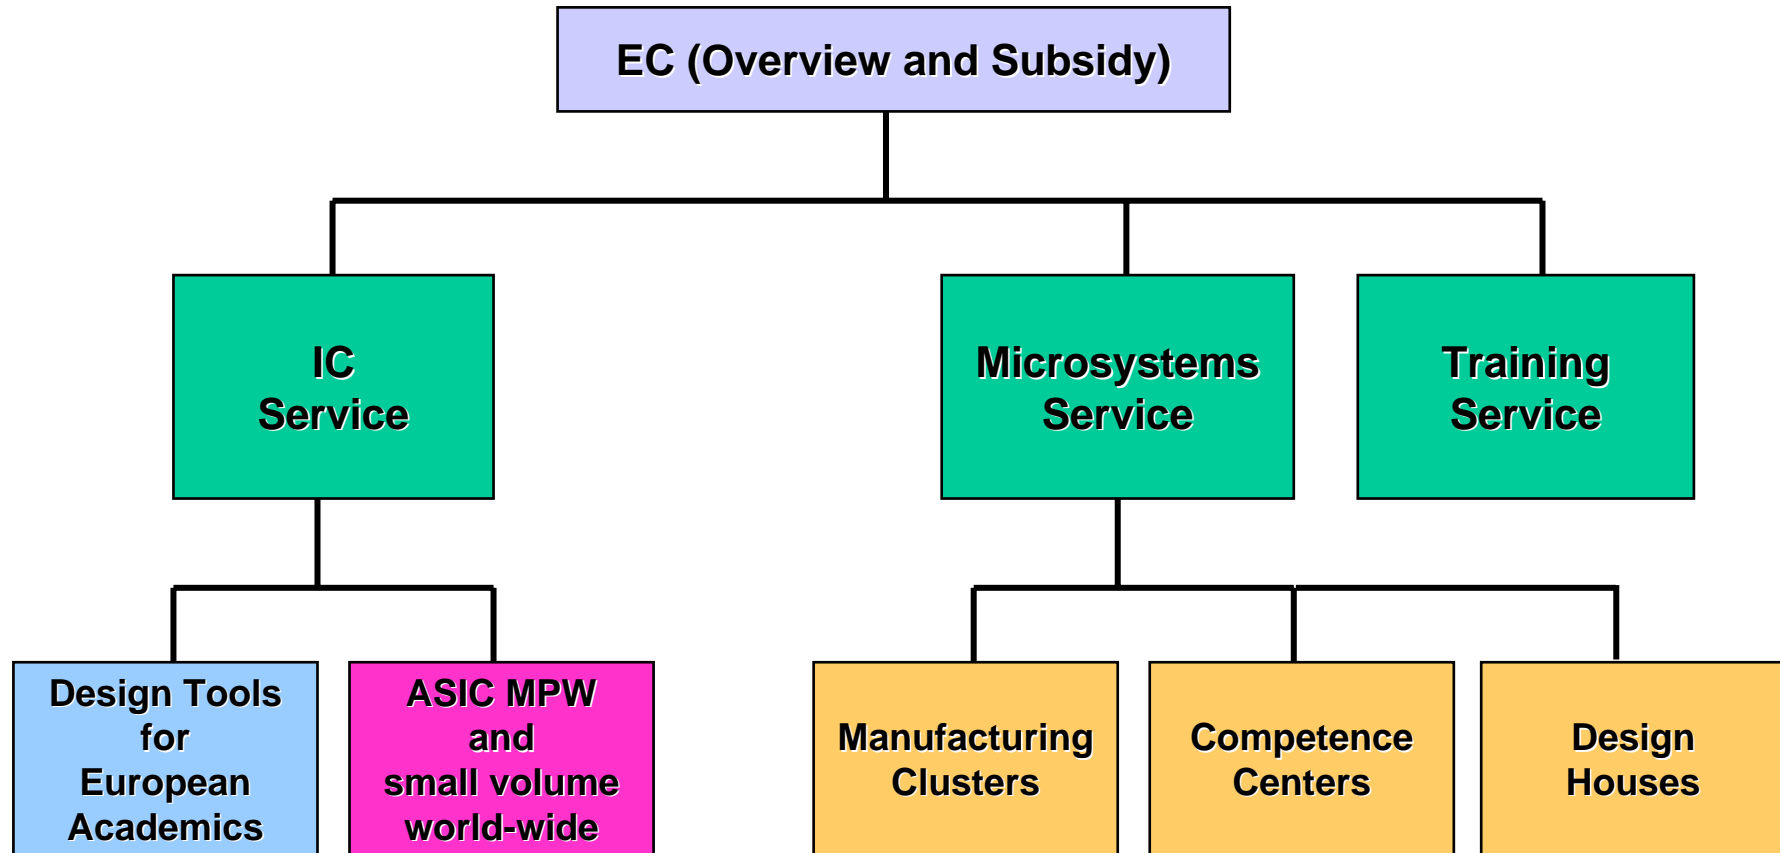 EC (Overview and Subsidy)
IC
Service
Microsystems
Service
Training
Service
Design Tools
for
European
Academics
ASIC MPW
and
small volume
world-wide
Manufacturing
Clusters
Competence
Centers
Design
Houses